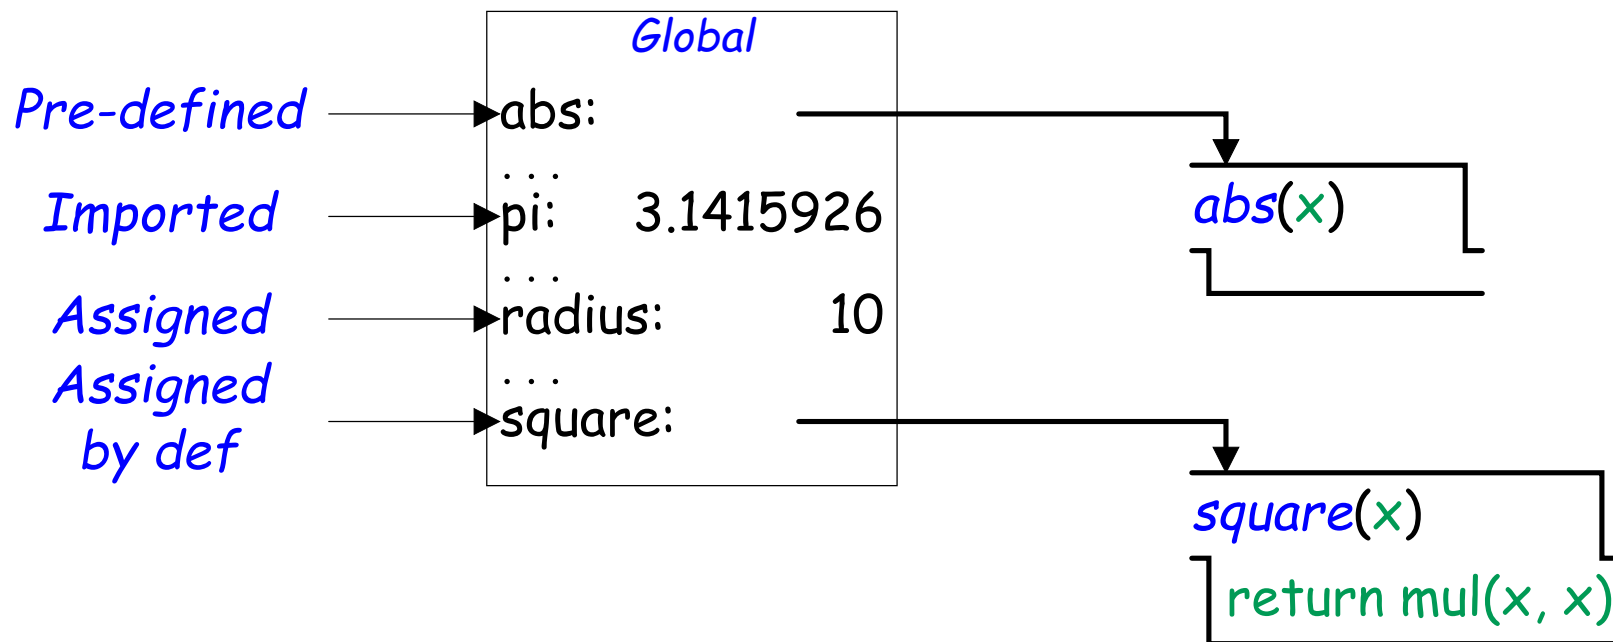 Global
Pre-defined
abs:
. . .
Imported
pi: 3.1415926
. . .
Assigned
radius: 10
. . .
Assigned
by def
square:
abs(x)
square(x)
return mul(x, x)